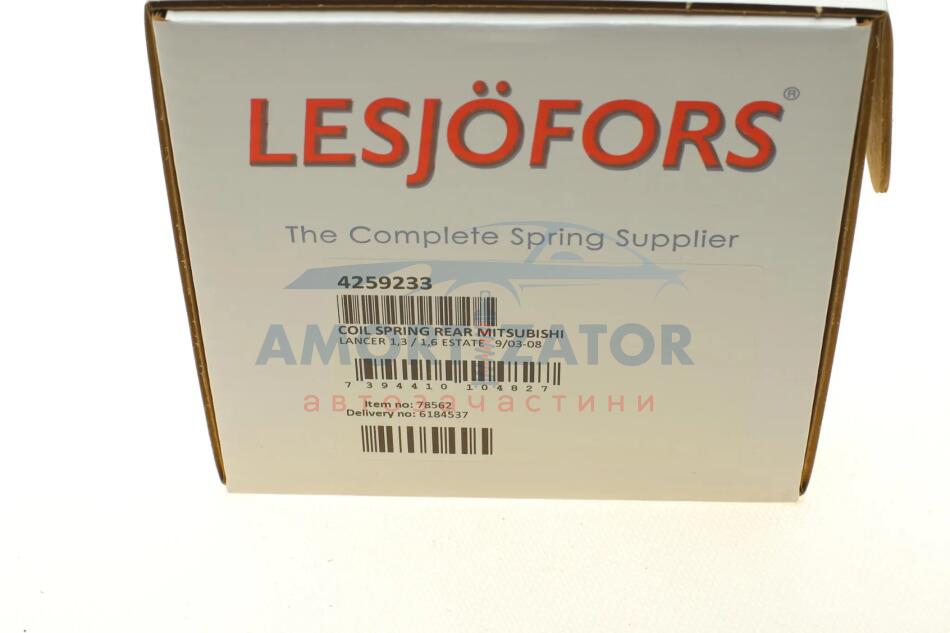 LESJÖFORS®
The Complete Spring Supplier
4259233
COIL SPRING REAR MITSUBISHI
LANCER 1,3 / 1,6 ESTATE 9/03-08
AMORTIZATOR
7 394410 104827
автозачастини
Item no: 78562
Delivery no: 6184537